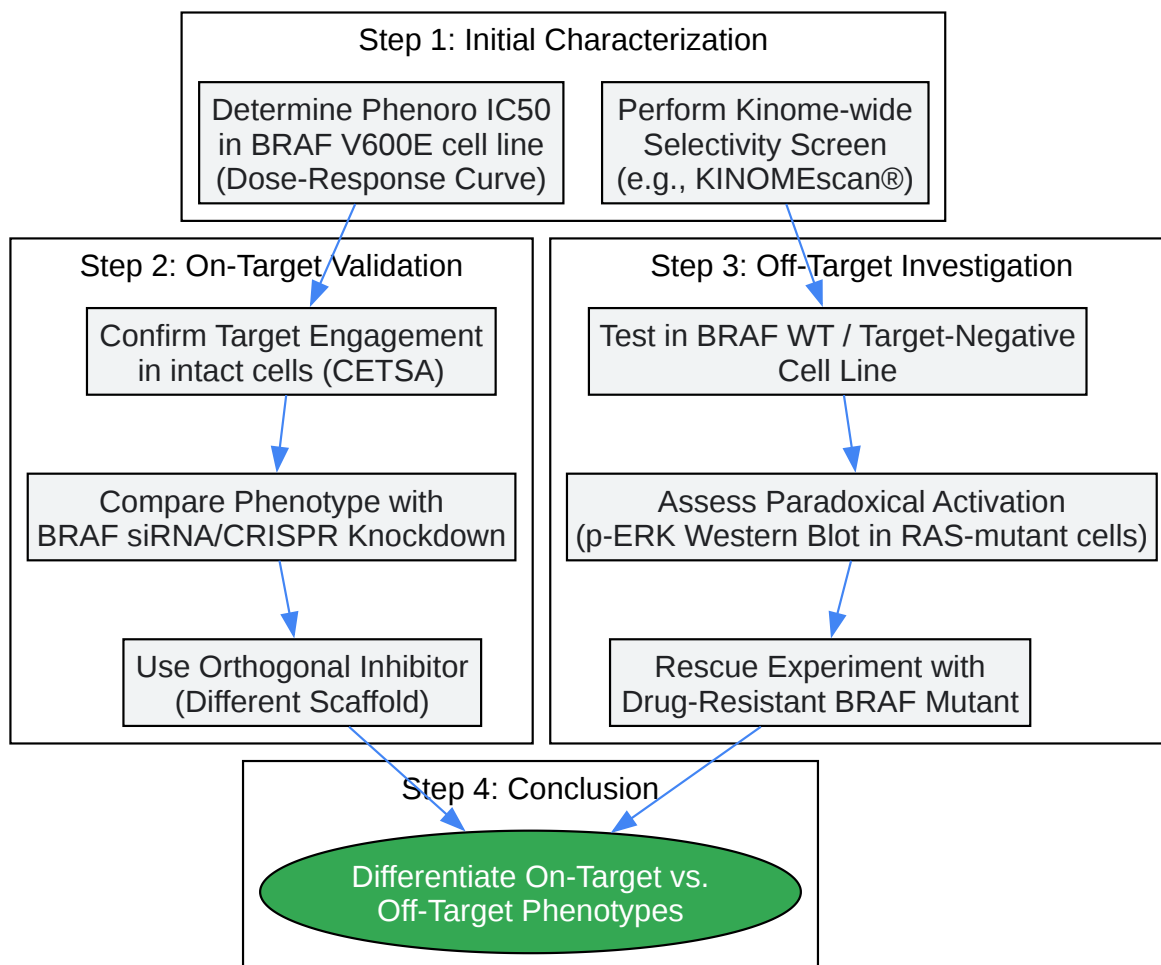 Step 1: Initial Characterization
Determine Phenoro IC50
in BRAF V600E cell line
(Dose-Response Curve)
Perform Kinome-wide
Selectivity Screen
(e.g., KINOMEscan®)
Step 2: On-Target Validation
Confirm Target Engagement
in intact cells (CETSA)
Compare Phenotype with
BRAF siRNA/CRISPR Knockdown
Use Orthogonal Inhibitor
(Different Scaffold)
Step 3: Off-Target Investigation
Test in BRAF WT / Target-Negative
Cell Line
Assess Paradoxical Activation
(p-ERK Western Blot in RAS-mutant cells)
Rescue Experiment with
Drug-Resistant BRAF Mutant
Step 4: Conclusion
Differentiate On-Target vs.
Off-Target Phenotypes